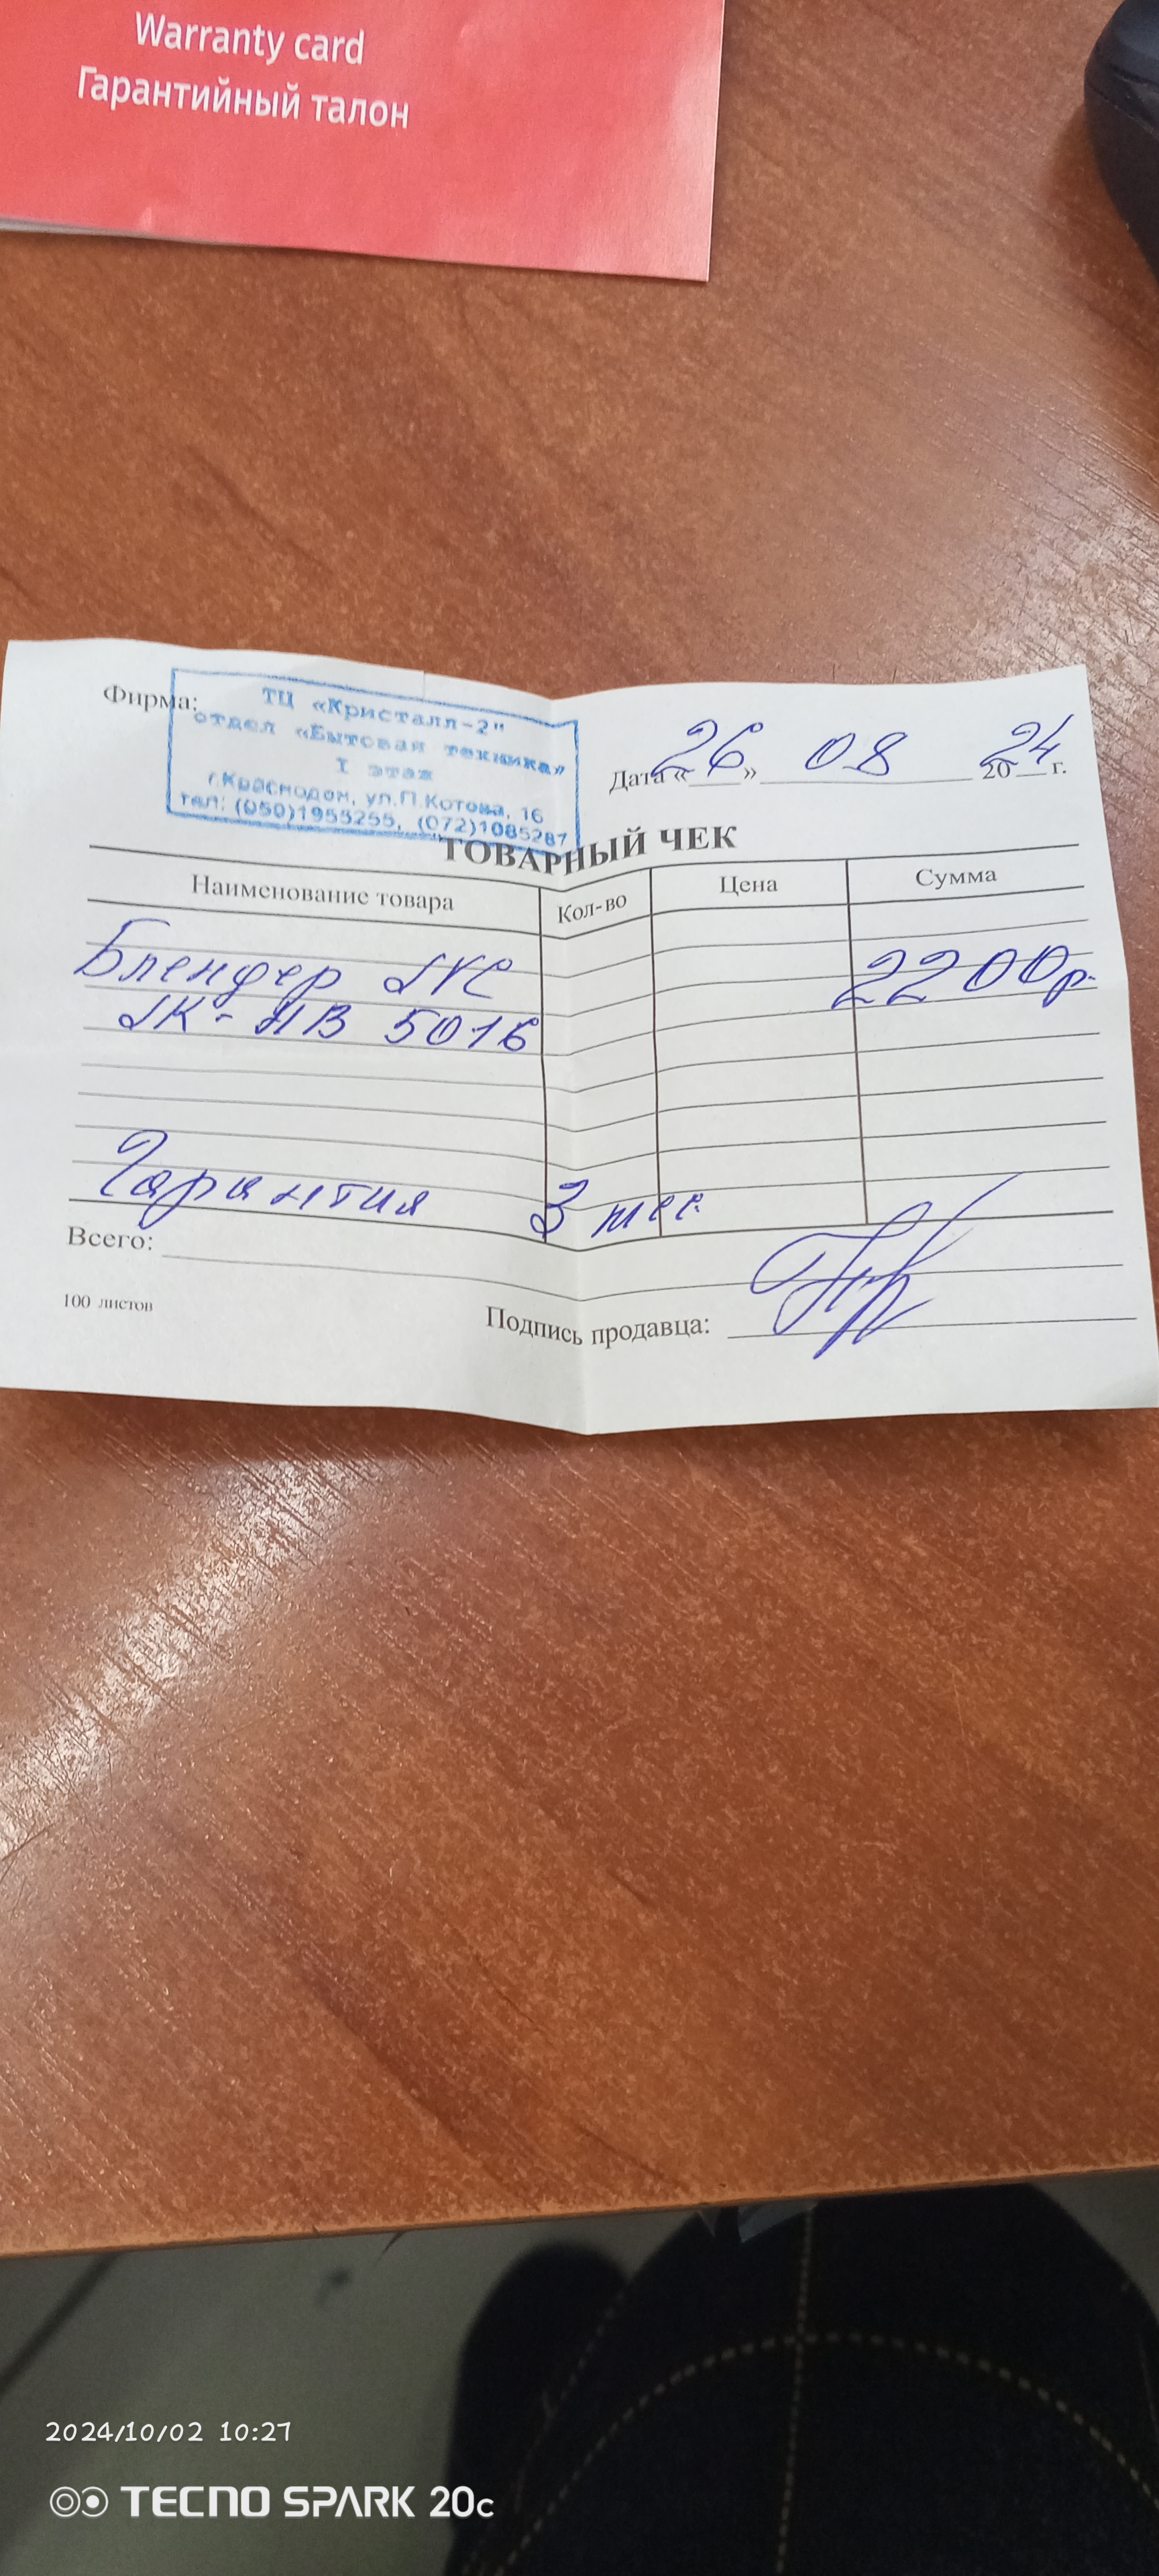 Warranty card
Гарантийный талон
Фирма:
ТЦ «Кристалл-2"
отдел «Бытовая техника»
I этаж
г.Краснодон, ул.П.Котова, 16
тел: (050)1955255, (072)1085287
Дата «26» 08 2024 г.
ТОВАРНЫЙ ЧЕК
Наименование товара Кол-во Цена Сумма
Блендер 2200р.
НВ 5016
Гарантия 3 мес.
Всего:
100 листов
Подпись продавца:
2024/10/02 10:27
TECNO SPARK 20c